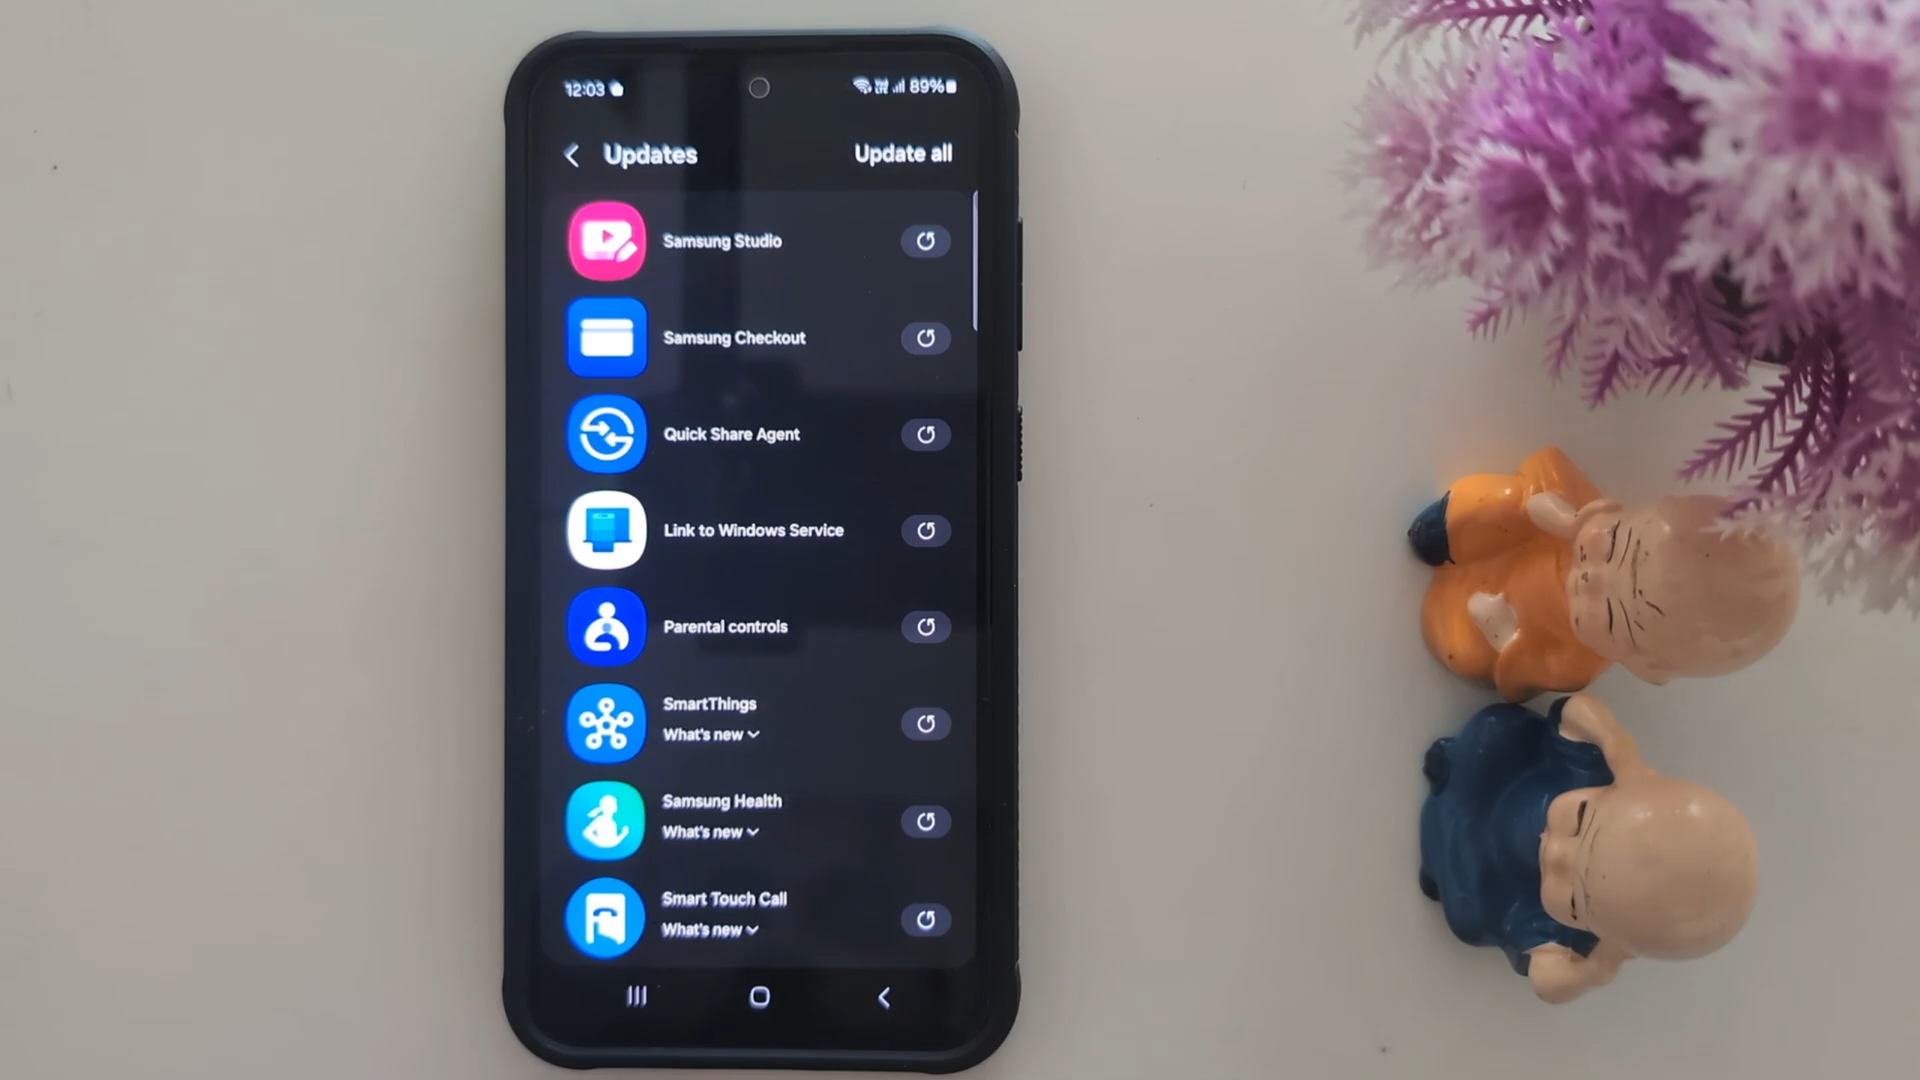 12:03
89%
Updates
Update all
Samsung Studio
Samsung Checkout
Quick Share Agent
Link to Windows Service
Parental controls
SmartThings
What's new
Samsung Health
What's new
Smart Touch Call
What's new